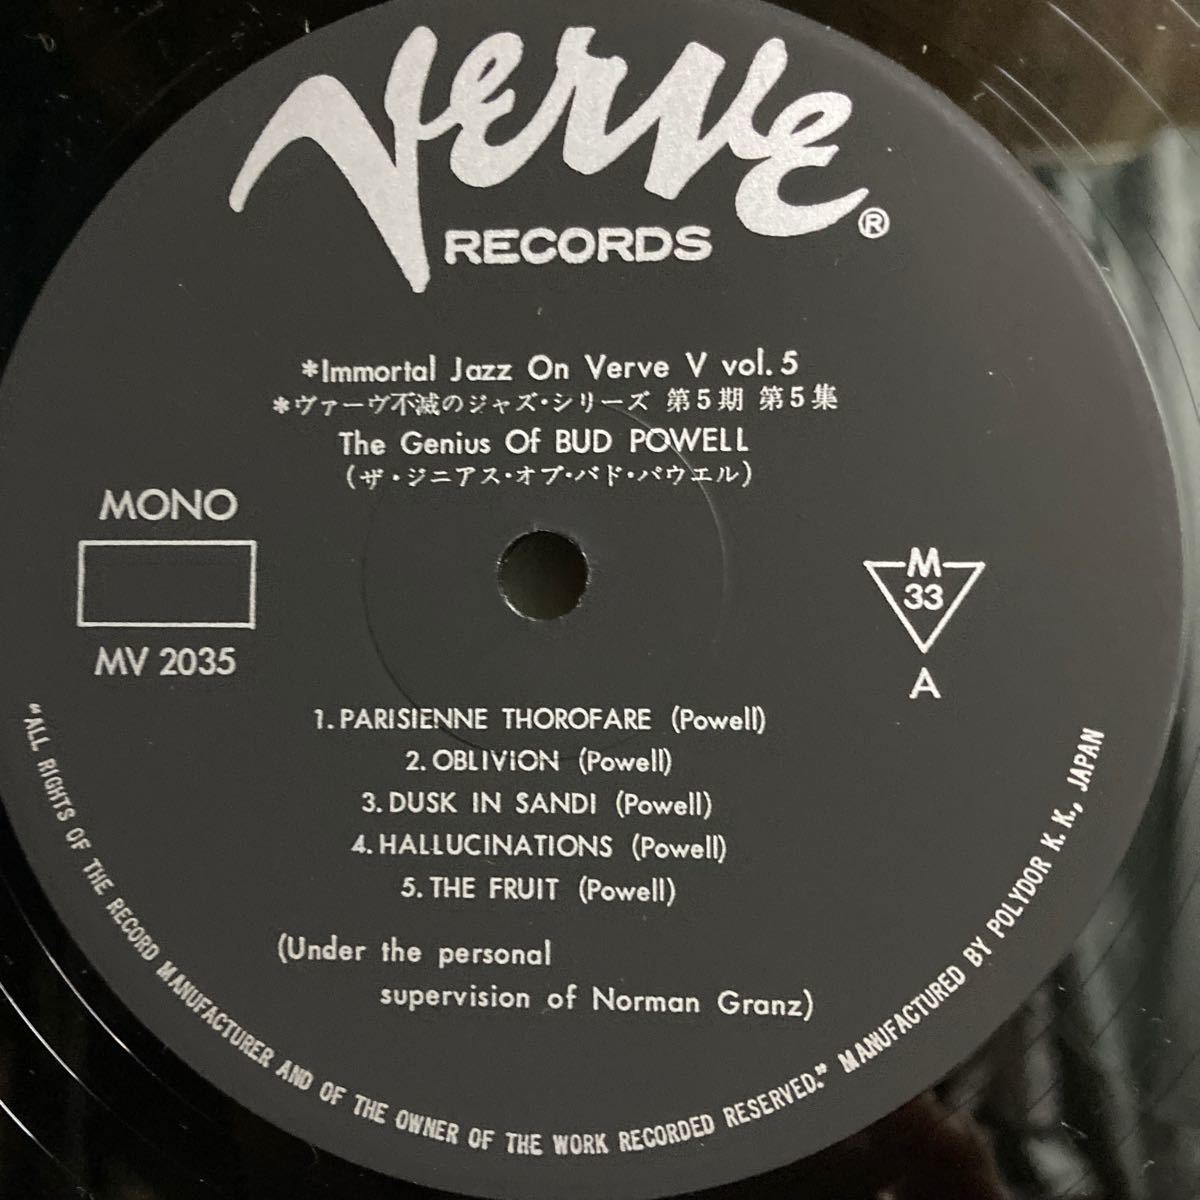 Verve
RECORDS ®
*Immortal Jazz On Verve V vol.5
*ヴァーヴ不滅のジャズ・シリーズ 第5期 第5集
The Genius Of BUD POWELL
(ザ・ジニアス・オブ・バド・パウエル)
MONO
MV 2035
M
33
A
1. PARISIENNE THOROFARE (Powell)
2. OBLIVION (Powell)
3. DUSK IN SANDI (Powell)
4. HALLUCINATIONS (Powell)
5. THE FRUIT (Powell)
(Under the personal
supervision of Norman Granz)
"ALL RIGHTS OF THE RECORD MANUFACTURER AND OF THE OWNER OF THE WORK RECORDED RESERVED." MANUFACTURED BY POLYDOR K. K., JAPAN